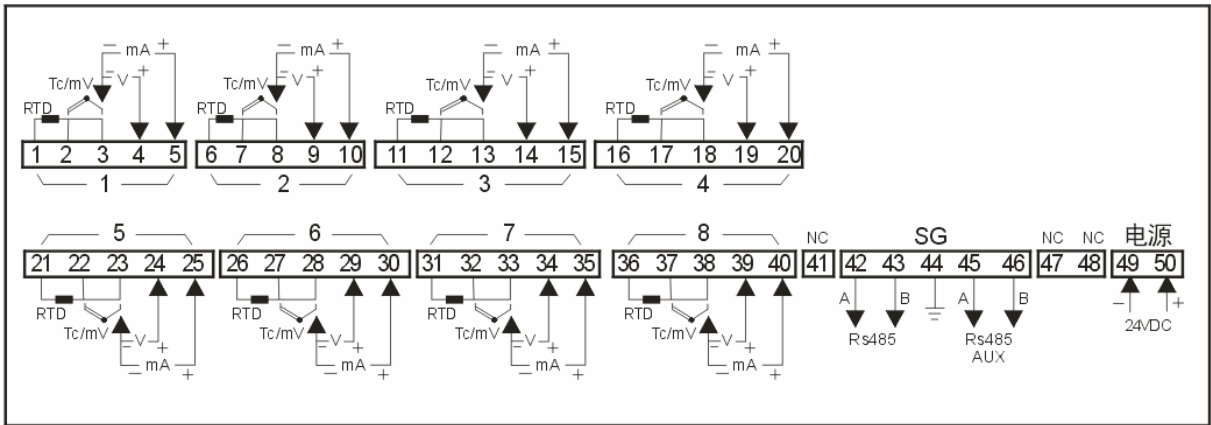 − mA + − mA + − mA + − mA +
Tc/mV − V + Tc/mV − V + Tc/mV − V + Tc/mV − V +
RTD RTD RTD RTD
1 2 3 4 5 6 7 8 9 10 11 12 13 14 15 16 17 18 19 20
1 2 3 4
5 6 7 8 NC SG NC NC 电源
21 22 23 24 25 26 27 28 29 30 31 32 33 34 35 36 37 38 39 40 41 42 43 44 45 46 47 48 49 50
A B A B − +
RTD RTD RTD RTD
24VDC
Tc/mV − V + Tc/mV − V + Tc/mV − V + Tc/mV − V + Rs485 Rs485
AUX
− mA + − mA + − mA + − mA +